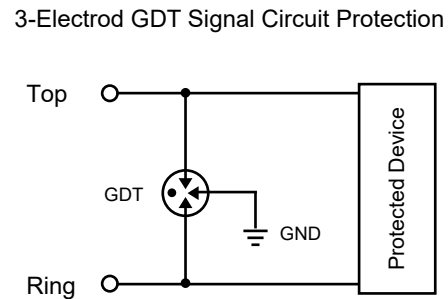 3-Electrod GDT Signal Circuit Protection
Top
Protected Device
GDT
GND
Ring